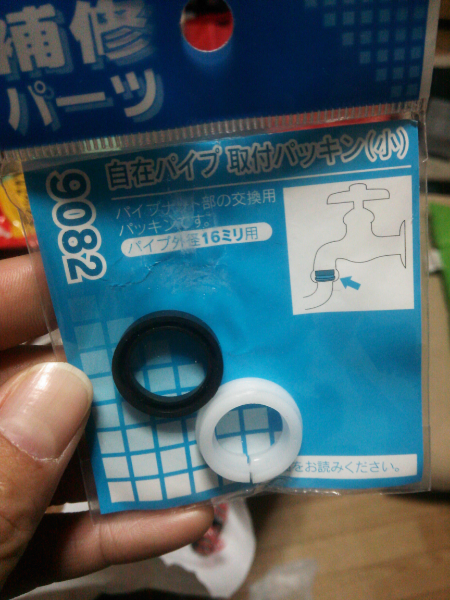 補修
パーツ
9082
自在パイプ 取付パッキン(小)
パイプナット部の交換用
パッキンです。
パイプ外径16ミリ用
をお読みください。